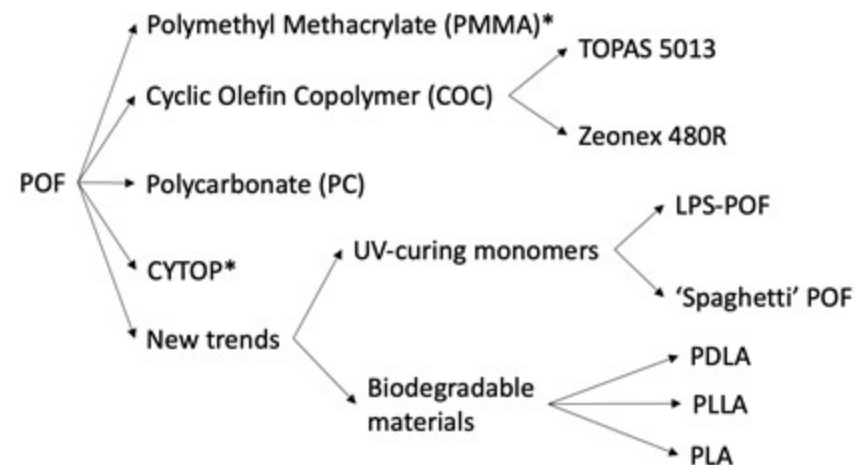 Polymethyl Methacrylate (PMMA)*
TOPAS 5013
Cyclic Olefin Copolymer (COC)
Zeonex 480R
POF
Polycarbonate (PC)
LPS-POF
UV-curing monomers
CYTOP*
‘Spaghetti’ POF
New trends
PDLA
Biodegradable
materials
PLLA
PLA